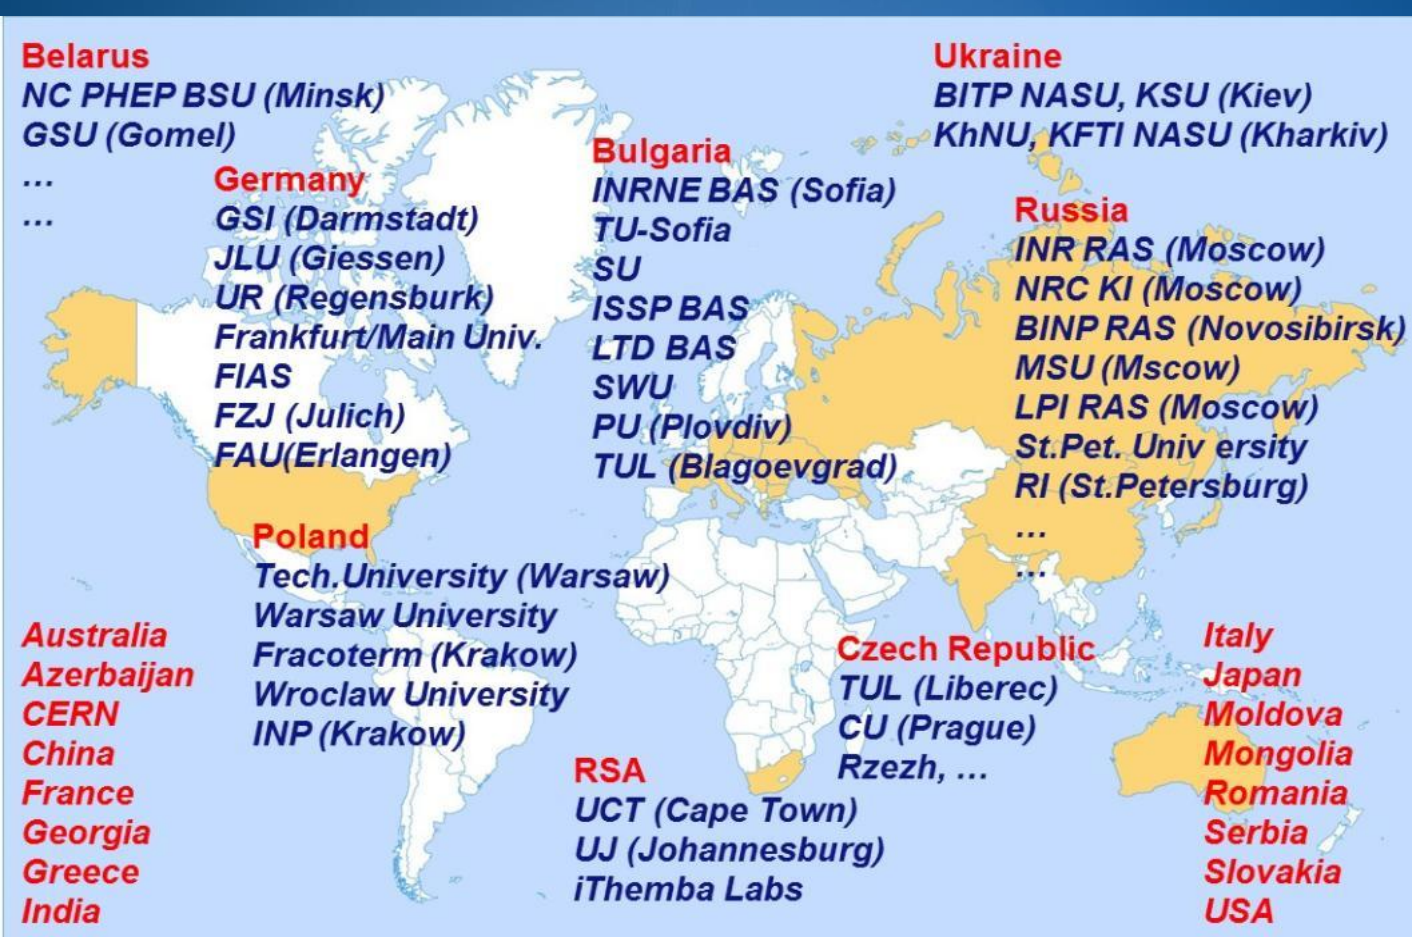 Belarus
NC PHEP BSU (Minsk)
GSU (Gomel)
...
...
Germany
GSI (Darmstadt)
JLU (Giessen)
UR (Regensburk)
Frankfurt/Main Univ.
FIAS
FZJ (Julich)
FAU(Erlangen)
Bulgaria
INRNE BAS (Sofia)
TU-Sofia
SU
ISSP BAS
LTD BAS
SWU
PU (Plovdiv)
TUL (Blagoevgrad)
Ukraine
BITP NASU, KSU (Kiev)
KhNU, KFTI NASU (Kharkiv)
Russia
INR RAS (Moscow)
NRC KI (Moscow)
BINP RAS (Novosibirsk)
MSU (Mscow)
LPI RAS (Moscow)
St.Pet. Univ ersity
RI (St.Petersburg)
...
...
Poland
Tech.University (Warsaw)
Warsaw University
Fracoterm (Krakow)
Wroclaw University
INP (Krakow)
Australia
Azerbaijan
CERN
China
France
Georgia
Greece
India
RSA
UCT (Cape Town)
UJ (Johannesburg)
iThemba Labs
Czech Republic
TUL (Liberec)
CU (Prague)
Rzezh, ...
Italy
Japan
Moldova
Mongolia
Romania
Serbia
Slovakia
USA